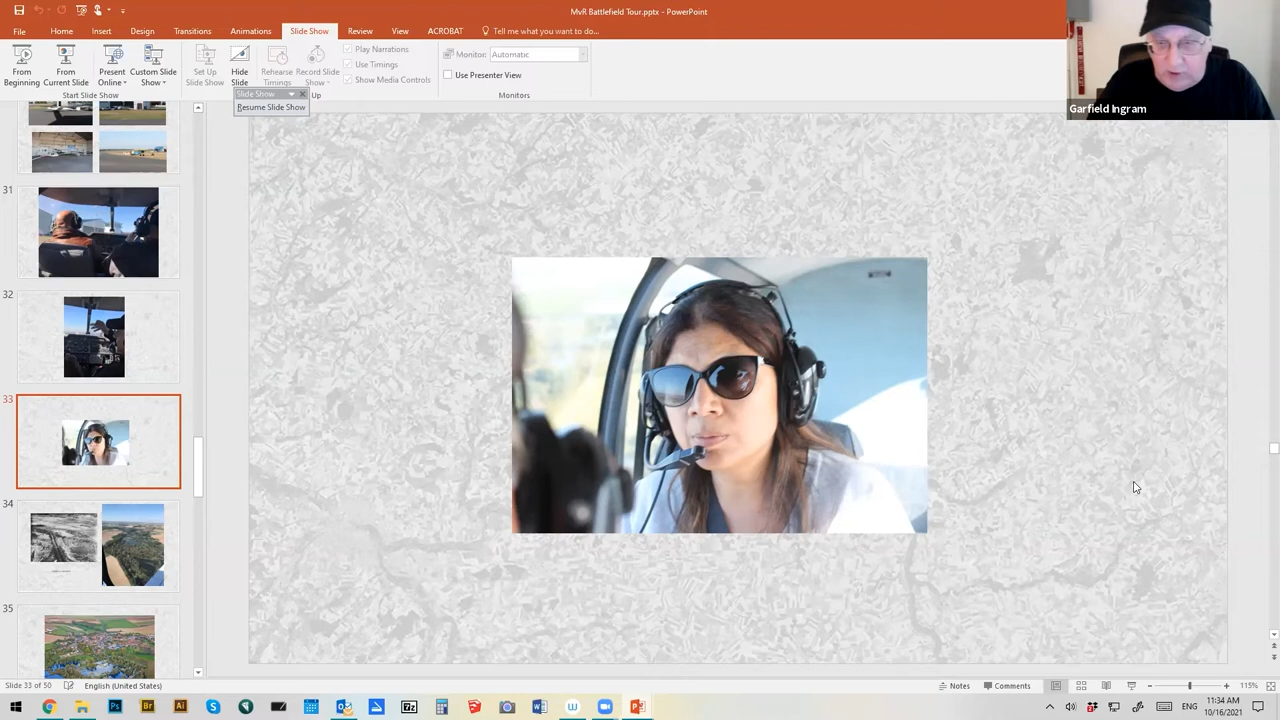 MvR Battlefield Tour.pptx - PowerPoint
File Home Insert Design Transitions Animations Slide Show Review View ACROBAT Tell me what you want to do...
From Beginning
From Current Slide
Present Online
Custom Slide Show
Start Slide Show
Set Up Slide Show
Hide Slide
Rehearse Timings
Record Slide Show
Play Narrations
Use Timings
Show Media Controls
Up
Slide Show
Resume Slide Show
Monitor: Automatic
Use Presenter View
Monitors
Garfield Ingram
31
32
33
34
35
Slide 33 of 50 English (United States) Notes Comments 115%
ENG
11:34 AM
10/16/2021